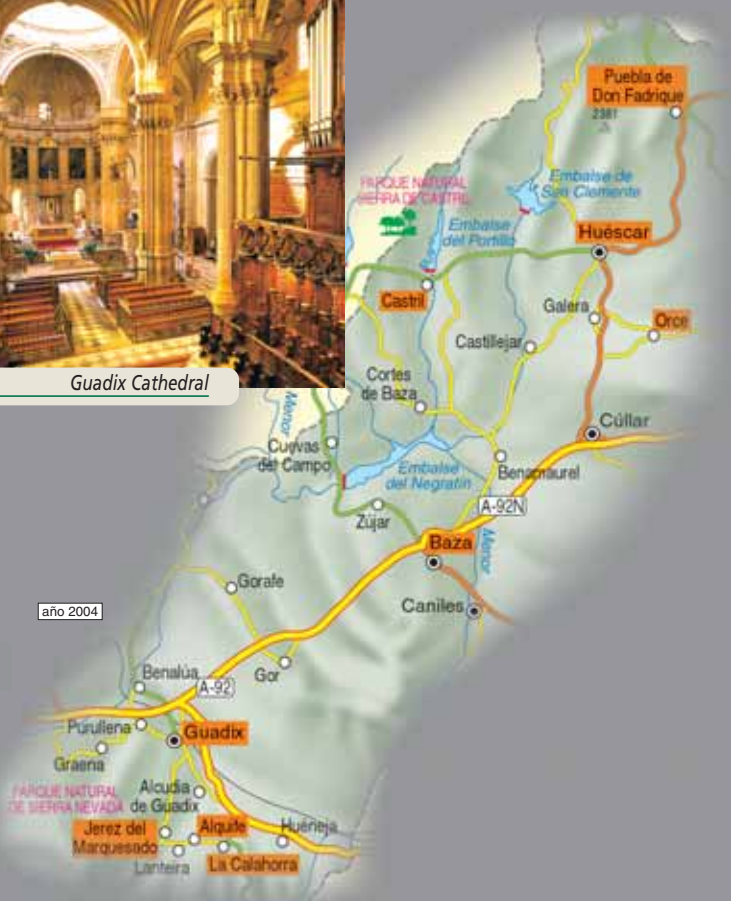 Guadix Cathedral
año 2004
Puebla de
Don Fadrique
2381
PARQUE NATURAL
SIERRA DE CASTRIL
Embalse de
San Clemente
Embalse
del Portillo
Huéscar
Castril
Galera
Orce
Castillejar
Cortes
de Baza
Cúllar
Menor
Cuevas
del Campo
Embalse
del Negratín
Benamaurel
A-92N
Zújar
Baza
Menor
Gorafe
Caniles
Benalúa
Gor
A-92
Purullena
Guadix
Graena
PARQUE NATURAL
DE SIERRA NEVADA
Alcudia
de Guadix
Jerez del
Marquesado
Alquife
Huéneja
Lanteira
La Calahorra